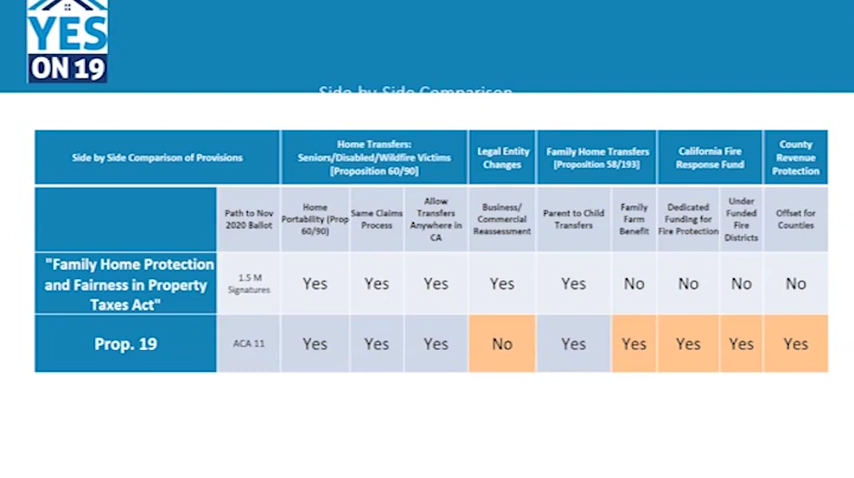 YES
ON 19
Side-by-Side Comparison
Side by Side Comparison of Provisions
Home Transfers:
Seniors/Disabled/Wildfire Victims
[Proposition 60/90]
Legal Entity
Changes
Family Home Transfers
[Proposition 58/193]
California Fire
Response Fund
County
Revenue
Protection
Path to Nov
2020 Ballot
Home
Portability (Prop
60/90)
Same Claims
Process
Allow
Transfers
Anywhere in
CA
Business/
Commercial
Reassessment
Parent to Child
Transfers
Family
Farm
Benefit
Dedicated
Funding for
Fire Protection
Under
Funded
Fire
Districts
Offset for
Counties
"Family Home Protection
and Fairness in Property
Taxes Act"
1.5 M
Signatures
Yes
Yes
Yes
Yes
Yes
No
No
No
No
Prop. 19
ACA 11
Yes
Yes
Yes
No
Yes
Yes
Yes
Yes
Yes